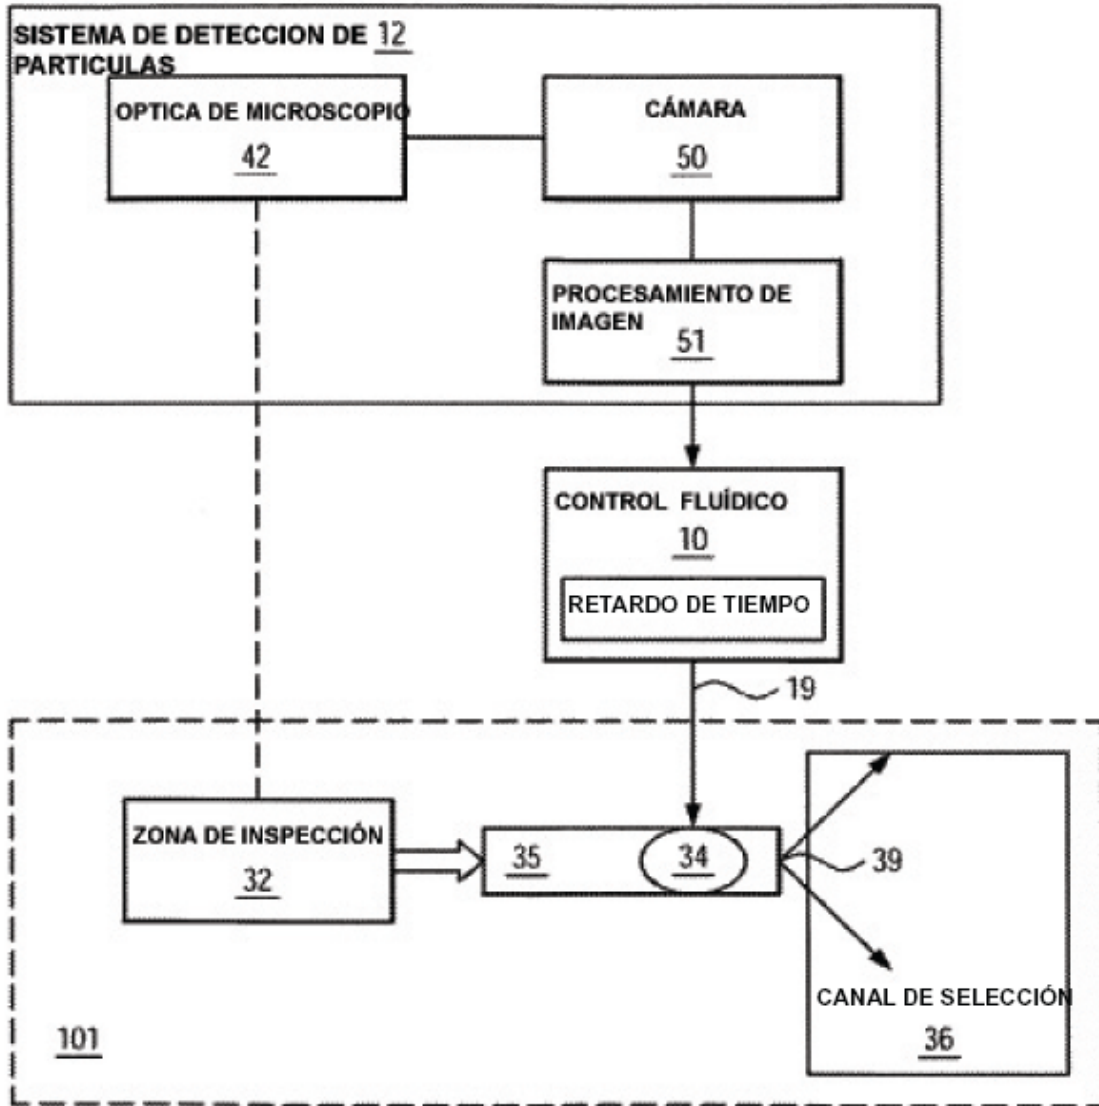 SISTEMA DE DETECCION DE 12
PARTICULAS
OPTICA DE MICROSCOPIO
42
CÁMARA
50
PROCESAMIENTO DE
IMAGEN
51
CONTROL FLUÍDICO
10
RETARDO DE TIEMPO
19
ZONA DE INSPECCIÓN
32
35
34
39
CANAL DE SELECCIÓN
36
101